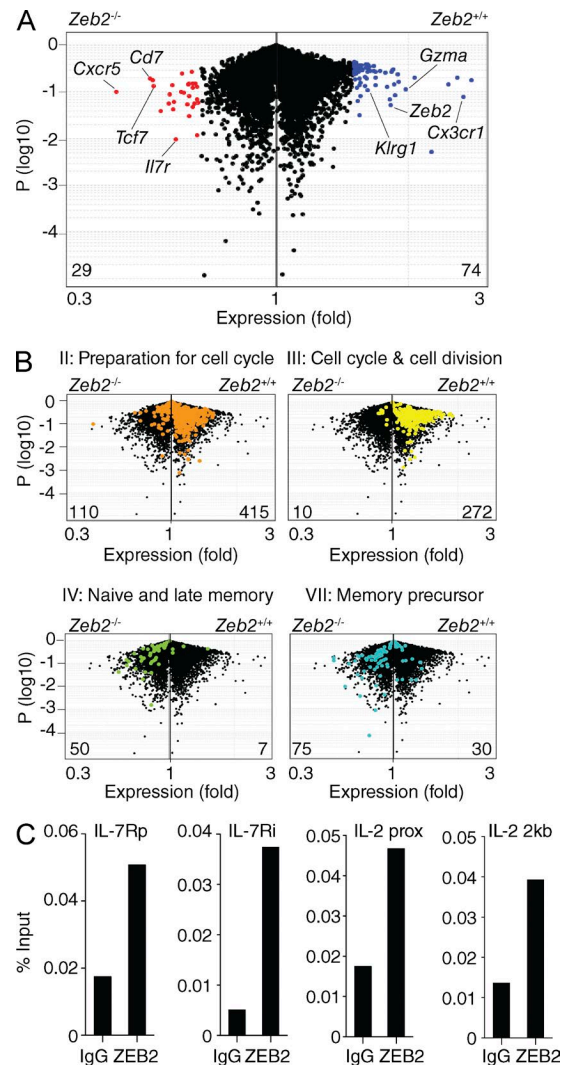 A
Zeb2-/- Zeb2+/+
P (log10)
0
-1
-2
-3
-4
Cxcr5
Cd7
Tcf7
Il7r
Gzma
Zeb2
Cx3cr1
Klrg1
29 74
0.3 1 3
Expression (fold)
B
II: Preparation for cell cycle
Zeb2-/- Zeb2+/+
P (log10)
0
-1
-2
-3
-4
110 415
0.3 1 3
Expression (fold)
III: Cell cycle & cell division
Zeb2-/- Zeb2+/+
10 272
0.3 1 3
Expression (fold)
IV: Naive and late memory
Zeb2-/- Zeb2+/+
P (log10)
0
-1
-2
-3
-4
50 7
0.3 1 3
Expression (fold)
VII: Memory precursor
Zeb2-/- Zeb2+/+
75 30
0.3 1 3
Expression (fold)
C
% Input
IL-7Rp
0.06
0.04
0.02
0
IgG ZEB2
IL-7Ri
0.04
0.03
0.02
0.01
0
IgG ZEB2
IL-2 prox
0.05
0.04
0.03
0.02
0.01
0
IgG ZEB2
IL-2 2kb
0.05
0.04
0.03
0.02
0.01
0
IgG ZEB2